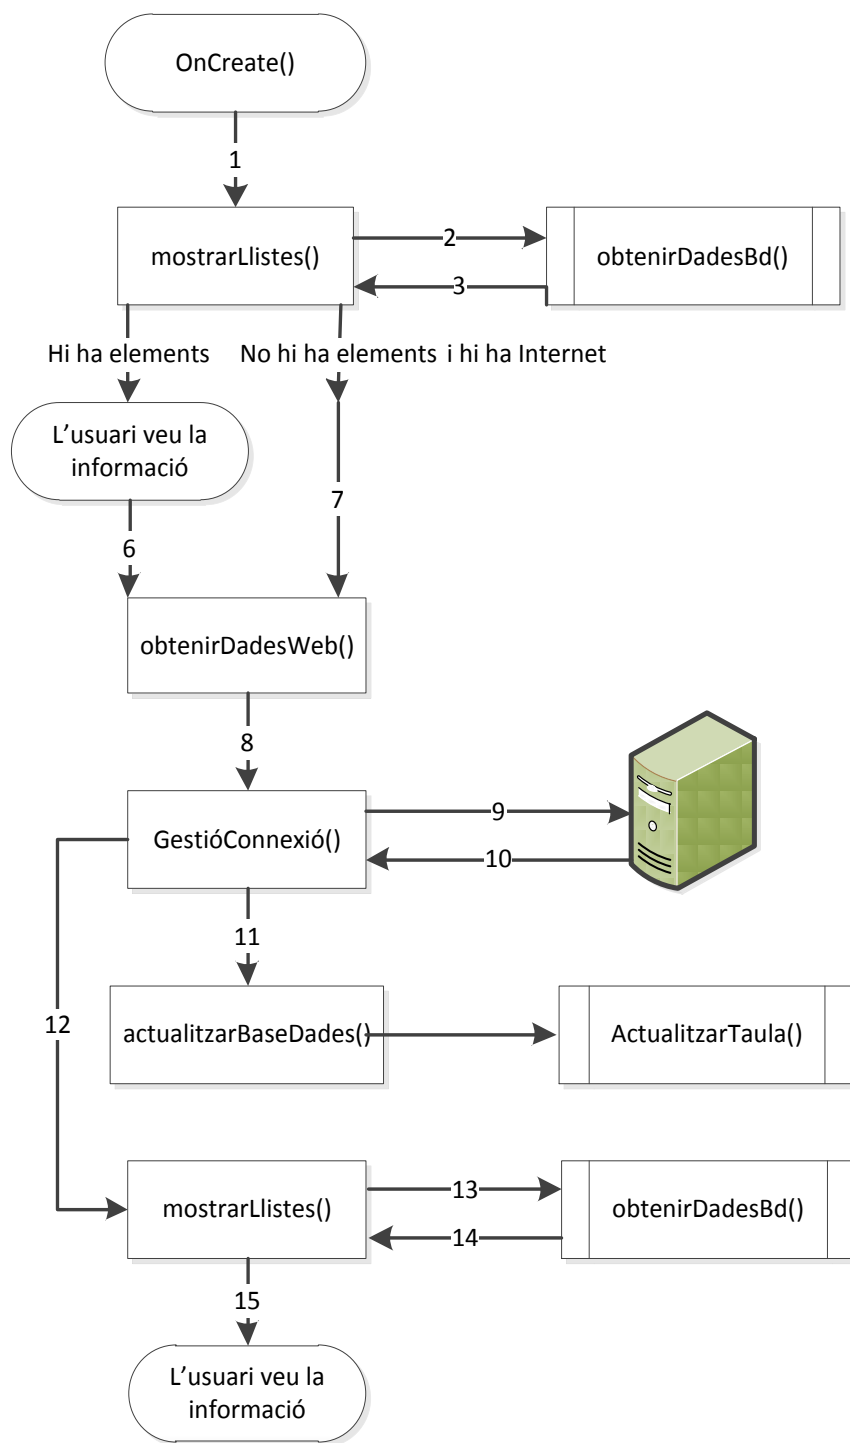 OnCreate()
1
mostrarLlistes()
2
obtenirDadesBd()
3
Hi ha elements
No hi ha elements i hi ha Internet
L'usuari veu la
informació
7
6
obtenirDadesWeb()
8
9
GestióConnexió()
10
11
12
actualitzarBaseDades()
ActualitzarTaula()
mostrarLlistes()
13
obtenirDadesBd()
14
15
L'usuari veu la
informació